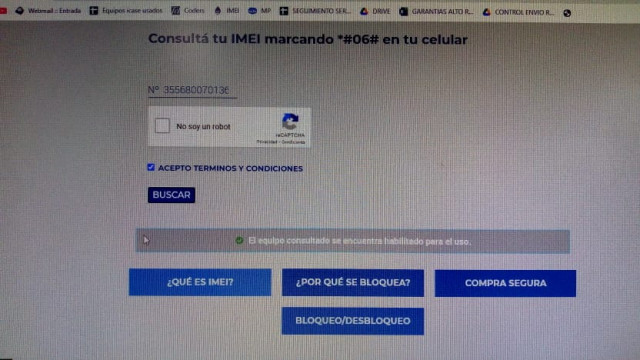 Webmail :: Entrada
Equipos icase usados
Coders
IMEI
MP
SEGUIMIENTO SER...
DRIVE
GARANTIAS ALTO R...
CONTROL ENVIO R...
Consultá tu IMEI marcando *#06# en tu celular
Nº 355680070136
No soy un robot
reCAPTCHA
Privacidad - Condiciones
ACEPTO TERMINOS Y CONDICIONES
BUSCAR
El equipo consultado se encuentra habilitado para el uso.
¿QUÉ ES IMEI?
¿POR QUÉ SE BLOQUEA?
COMPRA SEGURA
BLOQUEO/DESBLOQUEO